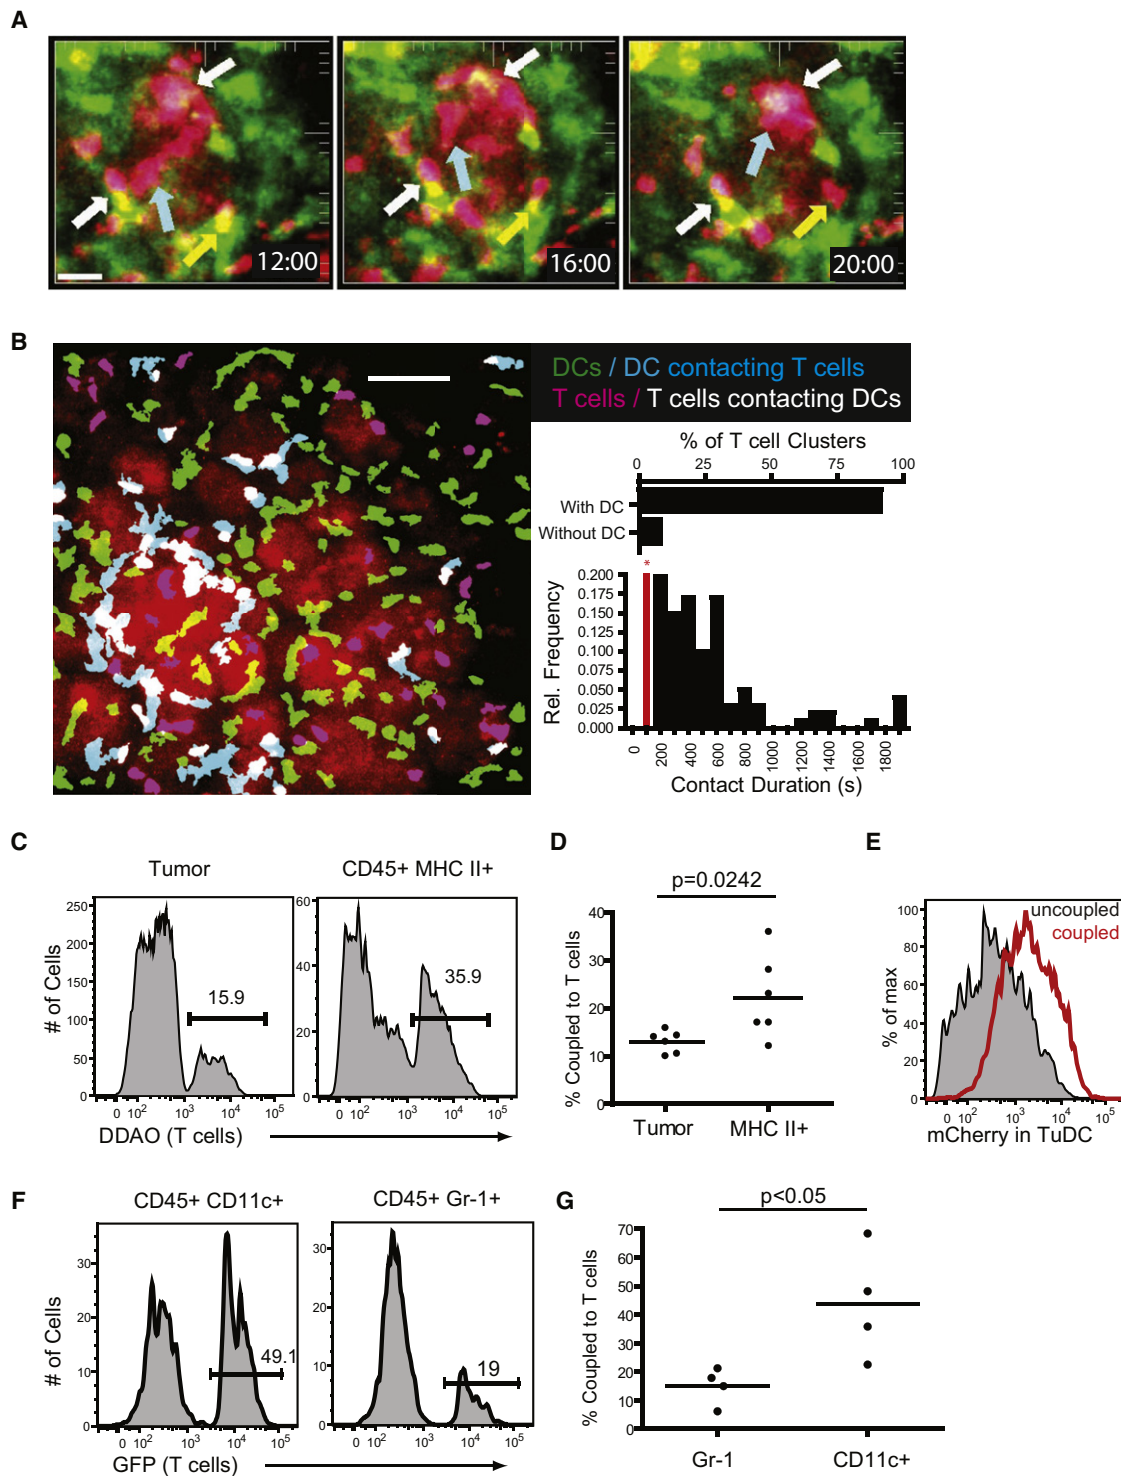 A
12:00
16:00
20:00
B
DCs / DC contacting T cells
T cells / T cells contacting DCs
% of T cell Clusters
0 25 50 75 100
With DC
Without DC
*
Rel. Frequency
0.200
0.175
0.150
0.125
0.100
0.075
0.050
0.025
0.000
0 200 400 600 800 1000 1200 1400 1600 1800
Contact Duration (s)
C
Tumor
CD45+ MHC II+
# of Cells
250
200
150
100
50
0
15.9
0 10² 10³ 10⁴ 10⁵
60
40
20
0
35.9
0 10² 10³ 10⁴ 10⁵
DDAO (T cells)
D
p=0.0242
% Coupled to T cells
40
30
20
10
0
Tumor
MHC II+
E
uncoupled
coupled
% of max
100
80
60
40
20
0
0 10² 10³ 10⁴ 10⁵
mCherry in TuDC
F
CD45+ CD11c+
CD45+ Gr-1+
# of Cells
30
20
10
0
49.1
0 10² 10³ 10⁴ 10⁵
30
20
10
0
19
0 10² 10³ 10⁴ 10⁵
GFP (T cells)
G
p<0.05
% Coupled to T cells
70
60
50
40
30
20
10
0
Gr-1
CD11c+